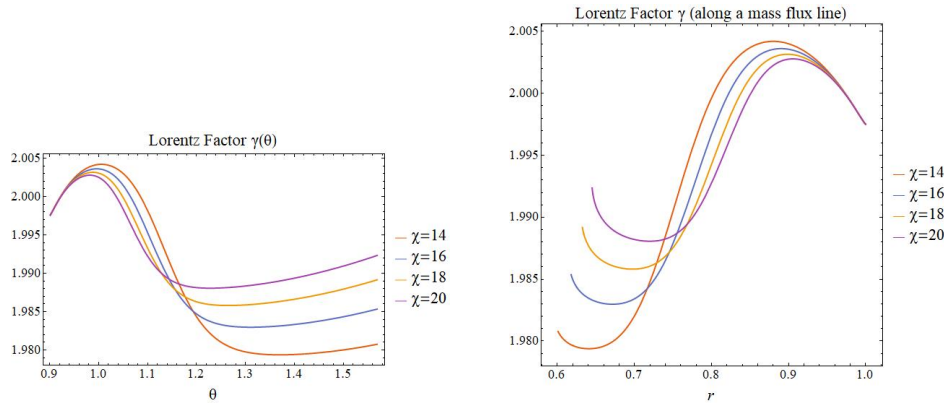 Lorentz Factor γ(θ)
2.005
2.000
1.995
1.990
1.985
1.980
0.9 1.0 1.1 1.2 1.3 1.4 1.5
θ
χ=14
χ=16
χ=18
χ=20
Lorentz Factor γ (along a mass flux line)
2.005
2.000
1.995
1.990
1.985
1.980
0.6 0.7 0.8 0.9 1.0
r
χ=14
χ=16
χ=18
χ=20